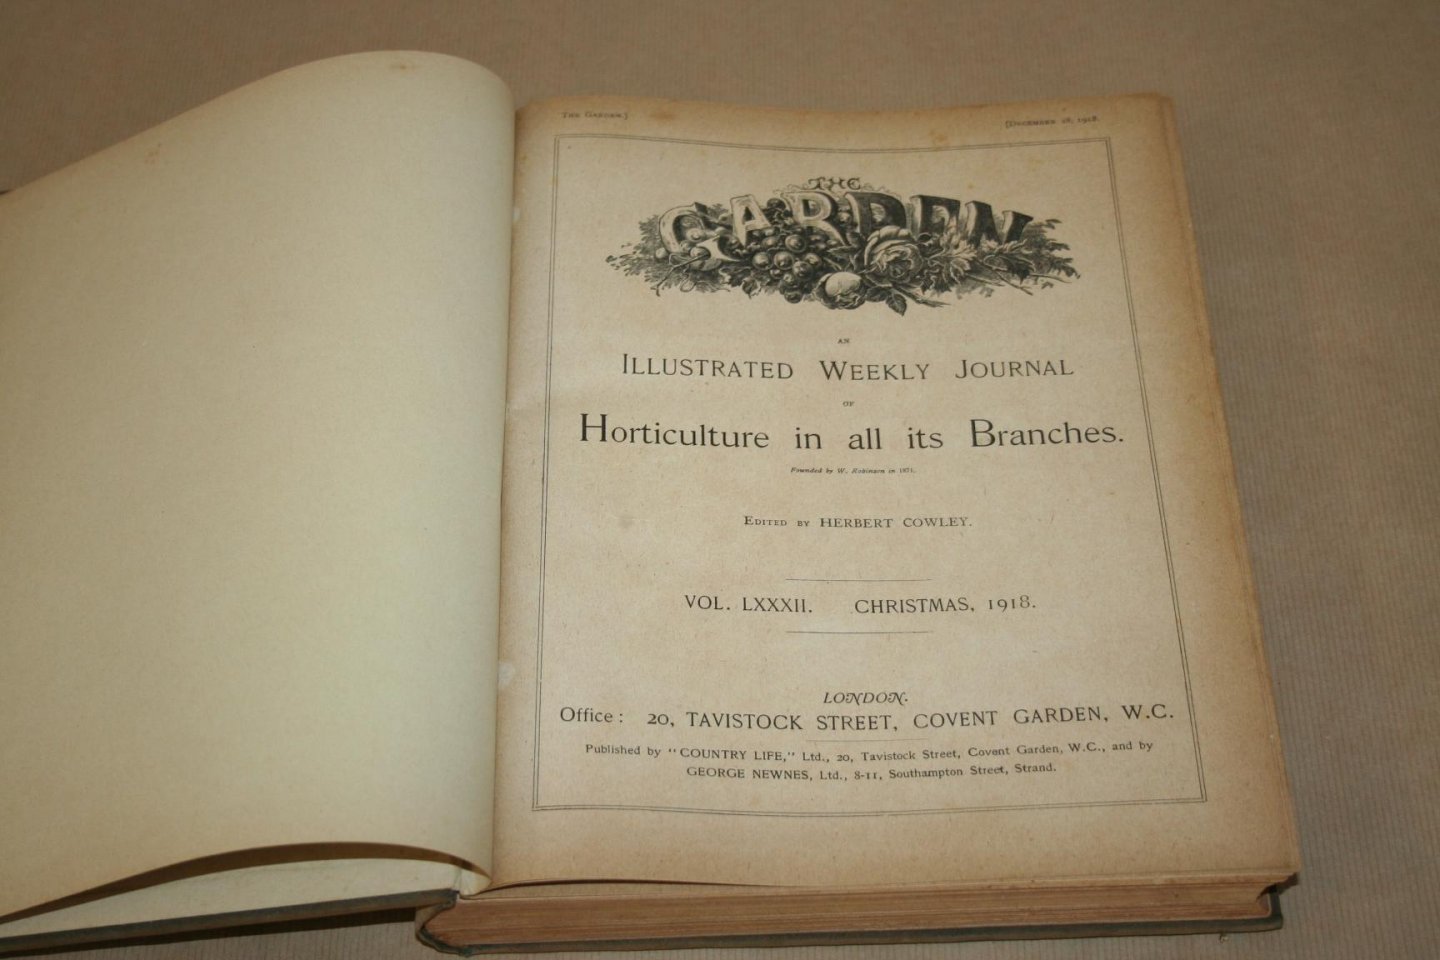 The Garden.]
[December 28, 1918.
THE
GARDEN
AN
ILLUSTRATED WEEKLY JOURNAL
OF
Horticulture in all its Branches.
Founded by W. Robinson in 1871.
EDITED BY HERBERT COWLEY.
VOL. LXXXII. CHRISTMAS, 1918.
LONDON.
Office: 20, TAVISTOCK STREET, COVENT GARDEN, W.C.
Published by "COUNTRY LIFE," Ltd., 20, Tavistock Street, Covent Garden, W.C., and by
GEORGE NEWNES, Ltd., 8-11, Southampton Street, Strand.